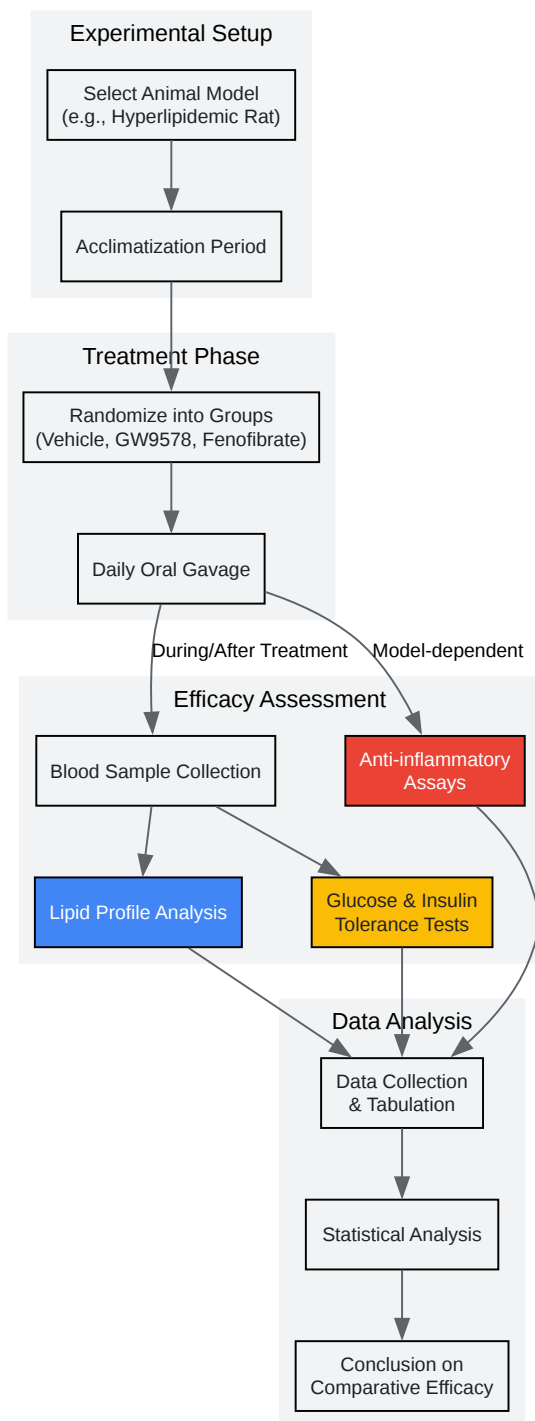 Experimental Setup
Select Animal Model
(e.g., Hyperlipidemic Rat)
Acclimatization Period
Treatment Phase
Randomize into Groups
(Vehicle, GW9578, Fenofibrate)
Daily Oral Gavage
During/After Treatment
Model-dependent
Efficacy Assessment
Blood Sample Collection
Anti-inflammatory
Assays
Lipid Profile Analysis
Glucose & Insulin
Tolerance Tests
Data Analysis
Data Collection
& Tabulation
Statistical Analysis
Conclusion on
Comparative Efficacy